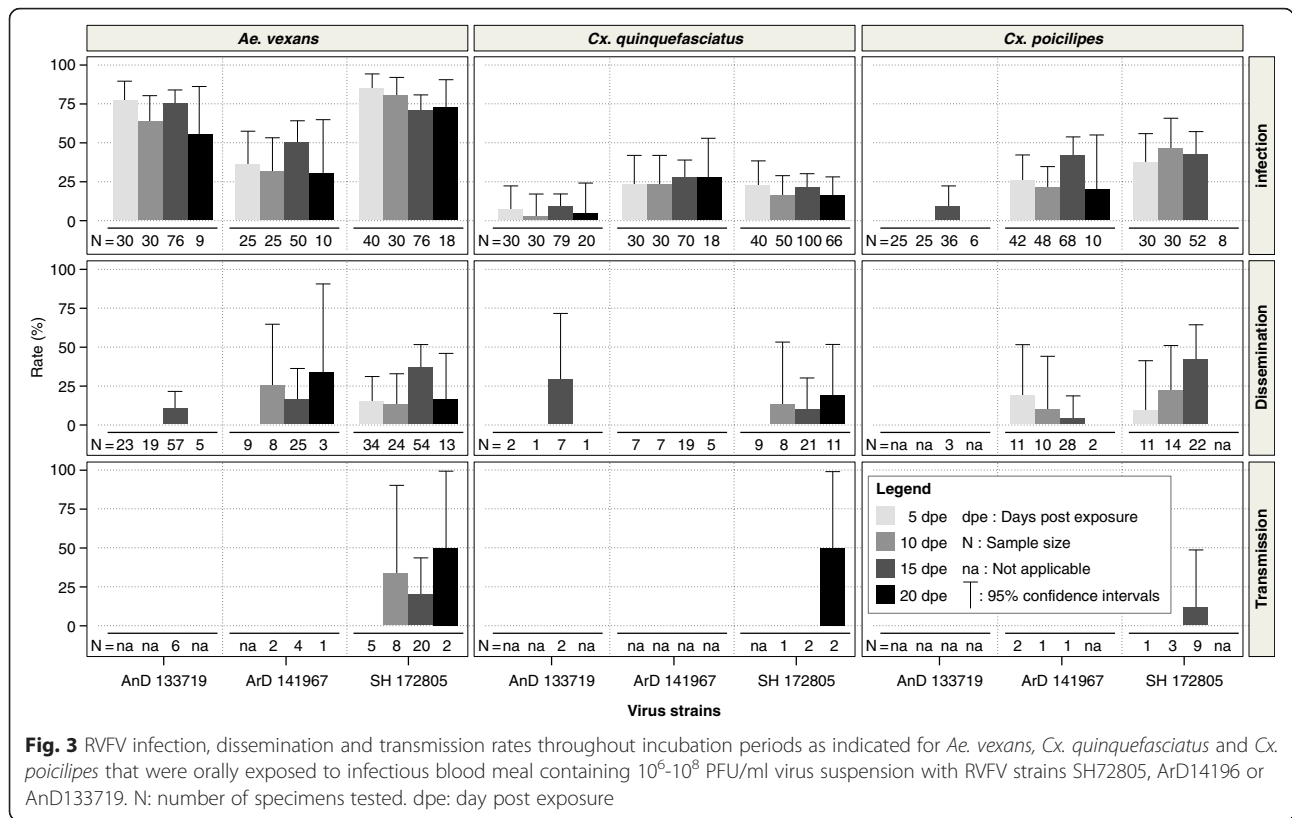 Ae. vexans Cx. quinquefasciatus Cx. poicilipes
100
75
50
25
0
infection
N = 30 30 76 9 25 25 50 10 40 30 76 18 N = 30 30 79 20 30 30 70 18 40 50 100 66 N = 25 25 36 6 42 48 68 10 30 30 52 8
Rate (%)
100
75
50
25
0
Dissemination
N = 23 19 57 5 9 8 25 3 34 24 54 13 N = 2 1 7 1 7 7 19 5 9 8 21 11 N = na na 3 na 11 10 28 2 11 14 22 na
100
75
50
25
0
Transmission
Legend
5 dpe dpe : Days post exposure
10 dpe N : Sample size
15 dpe na : Not applicable
20 dpe : 95% confidence intervals
N = na na 6 na na 2 4 1 5 8 20 2 N = na na 2 na na na na na na 1 2 2 N = na na na na 2 1 1 na 1 3 9 na
AnD 133719 ArD 141967 SH 172805 AnD 133719 ArD 141967 SH 172805 AnD 133719 ArD 141967 SH 172805
Virus strains
Fig. 3 RVFV infection, dissemination and transmission rates throughout incubation periods as indicated for Ae. vexans, Cx. quinquefasciatus and Cx.
poicilipes that were orally exposed to infectious blood meal containing 10⁶-10⁸ PFU/ml virus suspension with RVFV strains SH72805, ArD14196 or
AnD133719. N: number of specimens tested. dpe: day post exposure